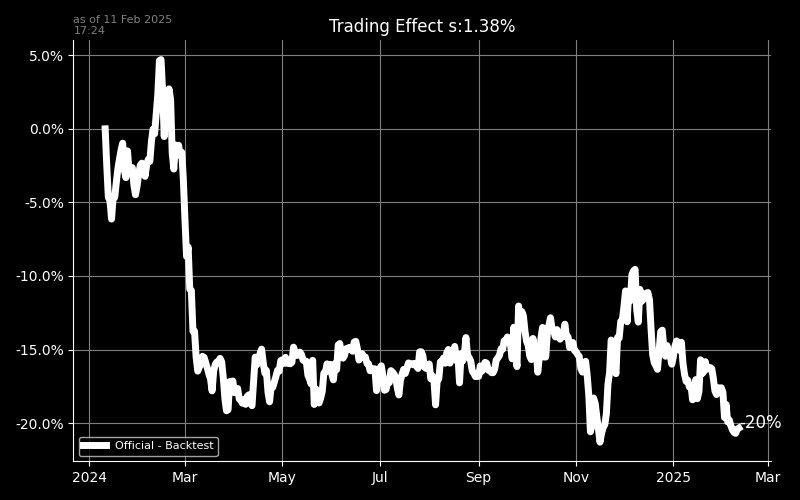 as of 11 Feb 2025
17:24
Trading Effect s:1.38%
5.0%
0.0%
-5.0%
-10.0%
-15.0%
-20.0%
-20%
Official - Backtest
2024 Mar May Jul Sep Nov 2025 Mar